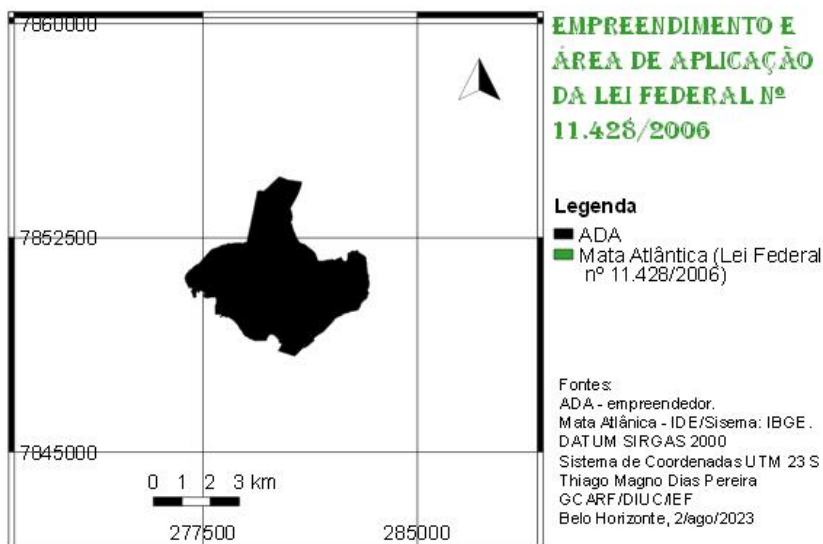 7860000
7852500
7845000
0 1 2 3 km
277500 285000
EMPREENDIMENTO E
ÁREA DE APLICAÇÃO
DA LEI FEDERAL Nº
11.428/2006
Legenda
ADA
Mata Atlântica (Lei Federal
nº 11.428/2006)
Fontes:
ADA - empreendedor.
Mata Atlânica - IDE/Sisema: IBGE.
DATUM SIRGAS 2000
Sistema de Coordenadas UTM 23 S
Thiago Magno Dias Pereira
GCARF/DIUC/IEF
Belo Horizonte, 2/ago/2023